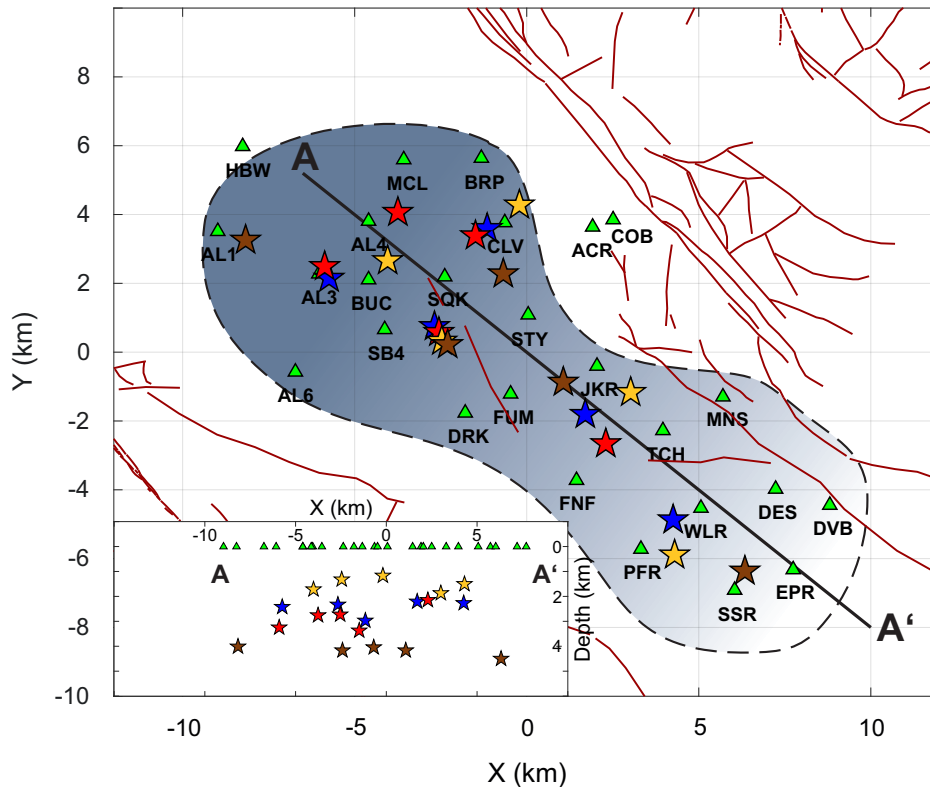 8
6
4
2
0
-2
-4
-6
-8
-10
Y (km)
-10
-5
0
5
10
X (km)
A
HBW
MCL
BRP
AL1
AL4
CLV
ACR
COB
AL3
BUC
SQK
SB4
STY
AL6
JKR
FUM
DRK
MNS
TCH
FNF
DES
DVB
WLR
PFR
EPR
SSR
A'
X (km)
-10
-5
0
5
A
A'
0
2
4
Depth (km)